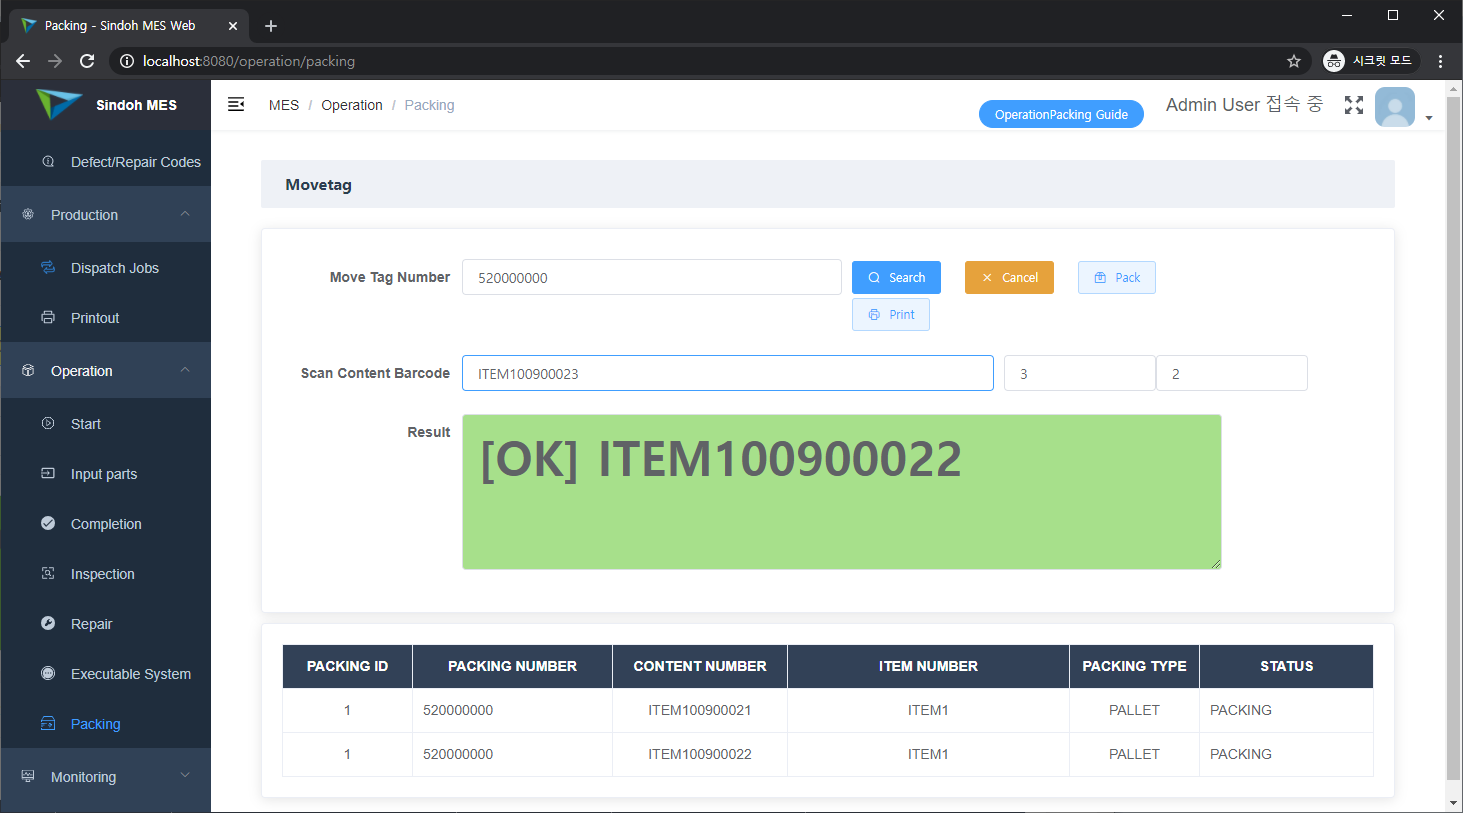 Packing - Sindoh MES Web
localhost:8080/operation/packing
시크릿 모드
Sindoh MES
MES / Operation / Packing
OperationPacking Guide
Admin User 접속 중
Defect/Repair Codes
Production
Dispatch Jobs
Printout
Operation
Start
Input parts
Completion
Inspection
Repair
Executable System
Packing
Monitoring
Movetag
Move Tag Number 520000000 Search Cancel Pack
Print
Scan Content Barcode ITEM100900023 3 2
Result [OK] ITEM100900022
PACKING ID PACKING NUMBER CONTENT NUMBER ITEM NUMBER PACKING TYPE STATUS
1 520000000 ITEM100900021 ITEM1 PALLET PACKING
1 520000000 ITEM100900022 ITEM1 PALLET PACKING